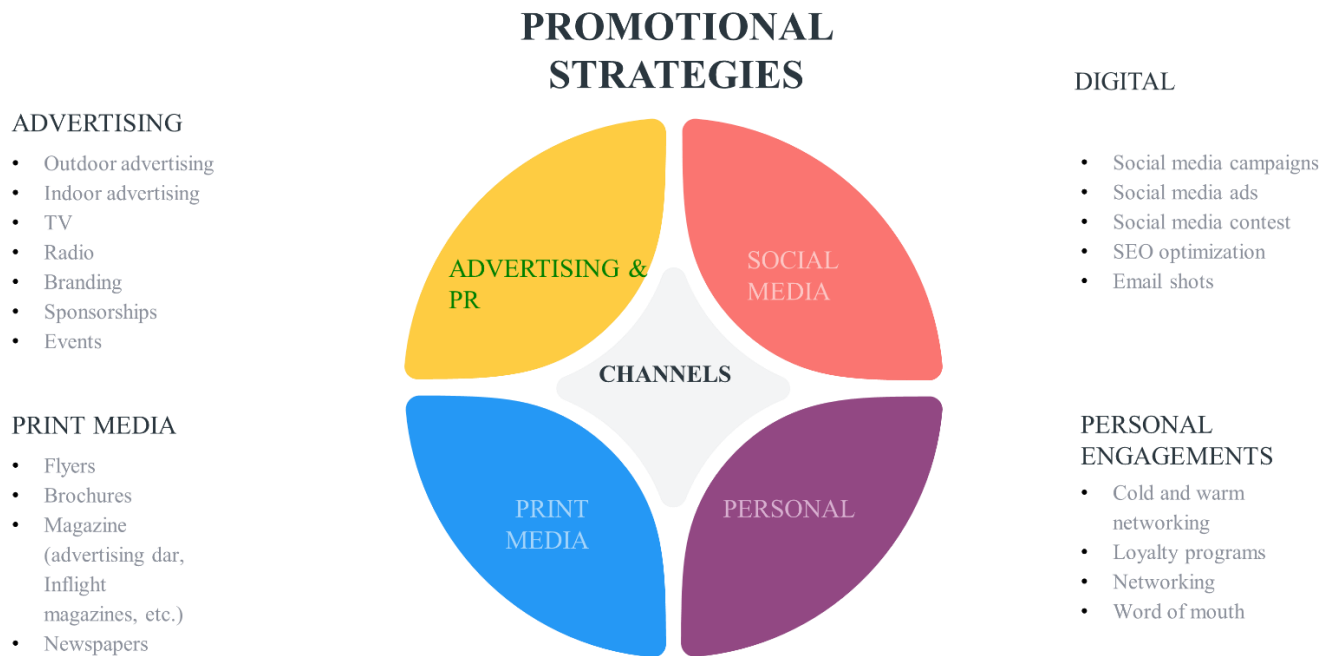 PROMOTIONAL
STRATEGIES
ADVERTISING
• Outdoor advertising
• Indoor advertising
• TV
• Radio
• Branding
• Sponsorships
• Events
PRINT MEDIA
• Flyers
• Brochures
• Magazine
(advertising dar,
Inflight
magazines, etc.)
• Newspapers
ADVERTISING &
PR
SOCIAL
MEDIA
CHANNELS
PRINT
MEDIA
PERSONAL
DIGITAL
• Social media campaigns
• Social media ads
• Social media contest
• SEO optimization
• Email shots
PERSONAL
ENGAGEMENTS
• Cold and warm
networking
• Loyalty programs
• Networking
• Word of mouth